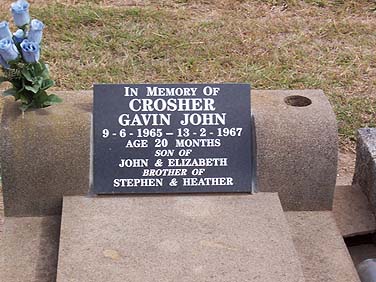 IN MEMORY OF
CROSHER
GAVIN JOHN
9-6-1965 – 13-2-1967
AGE 20 MONTHS
SON OF
JOHN & ELIZABETH
BROTHER OF
STEPHEN & HEATHER